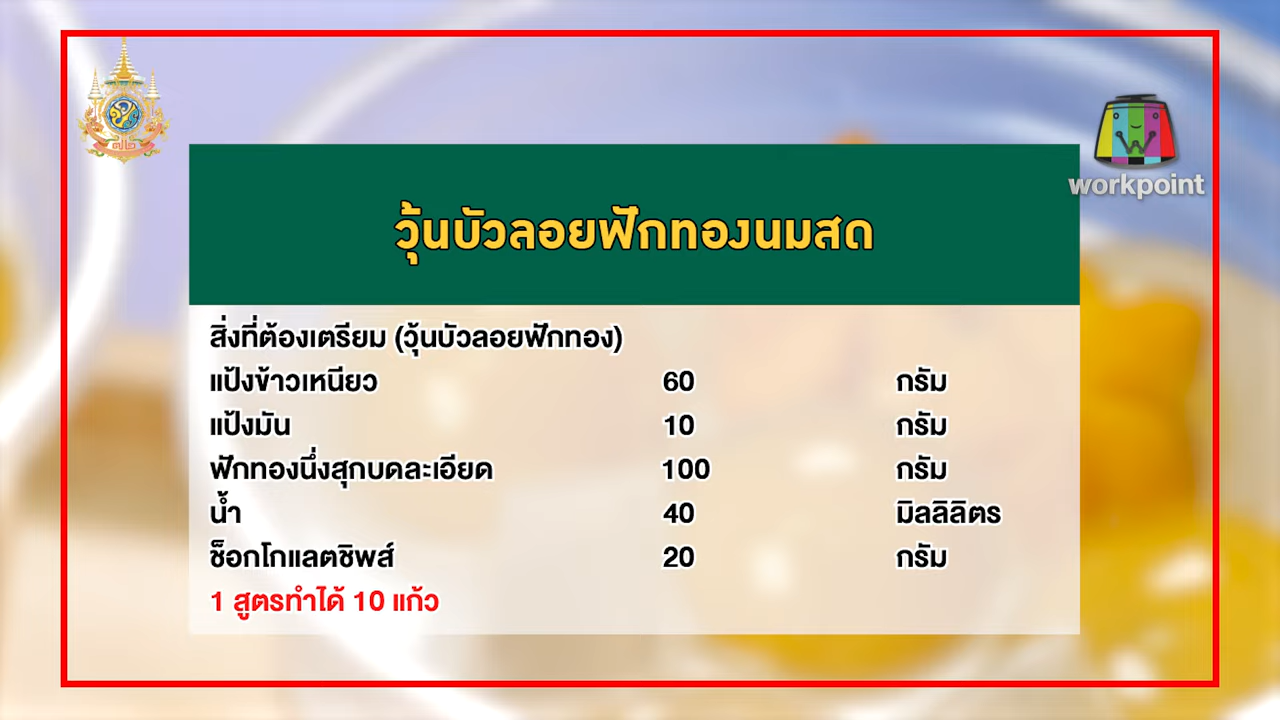 workpoint
วุ้นบัวลอยฟักทองนมสด
สิ่งที่ต้องเตรียม (วุ้นบัวลอยฟักทอง)
แป้งข้าวเหนียว 60 กรัม
แป้งมัน 10 กรัม
ฟักทองนึ่งสุกบดละเอียด 100 กรัม
น้ำ 40 มิลลิลิตร
ช็อกโกแลตชิพส์ 20 กรัม
1 สูตรทำได้ 10 แก้ว